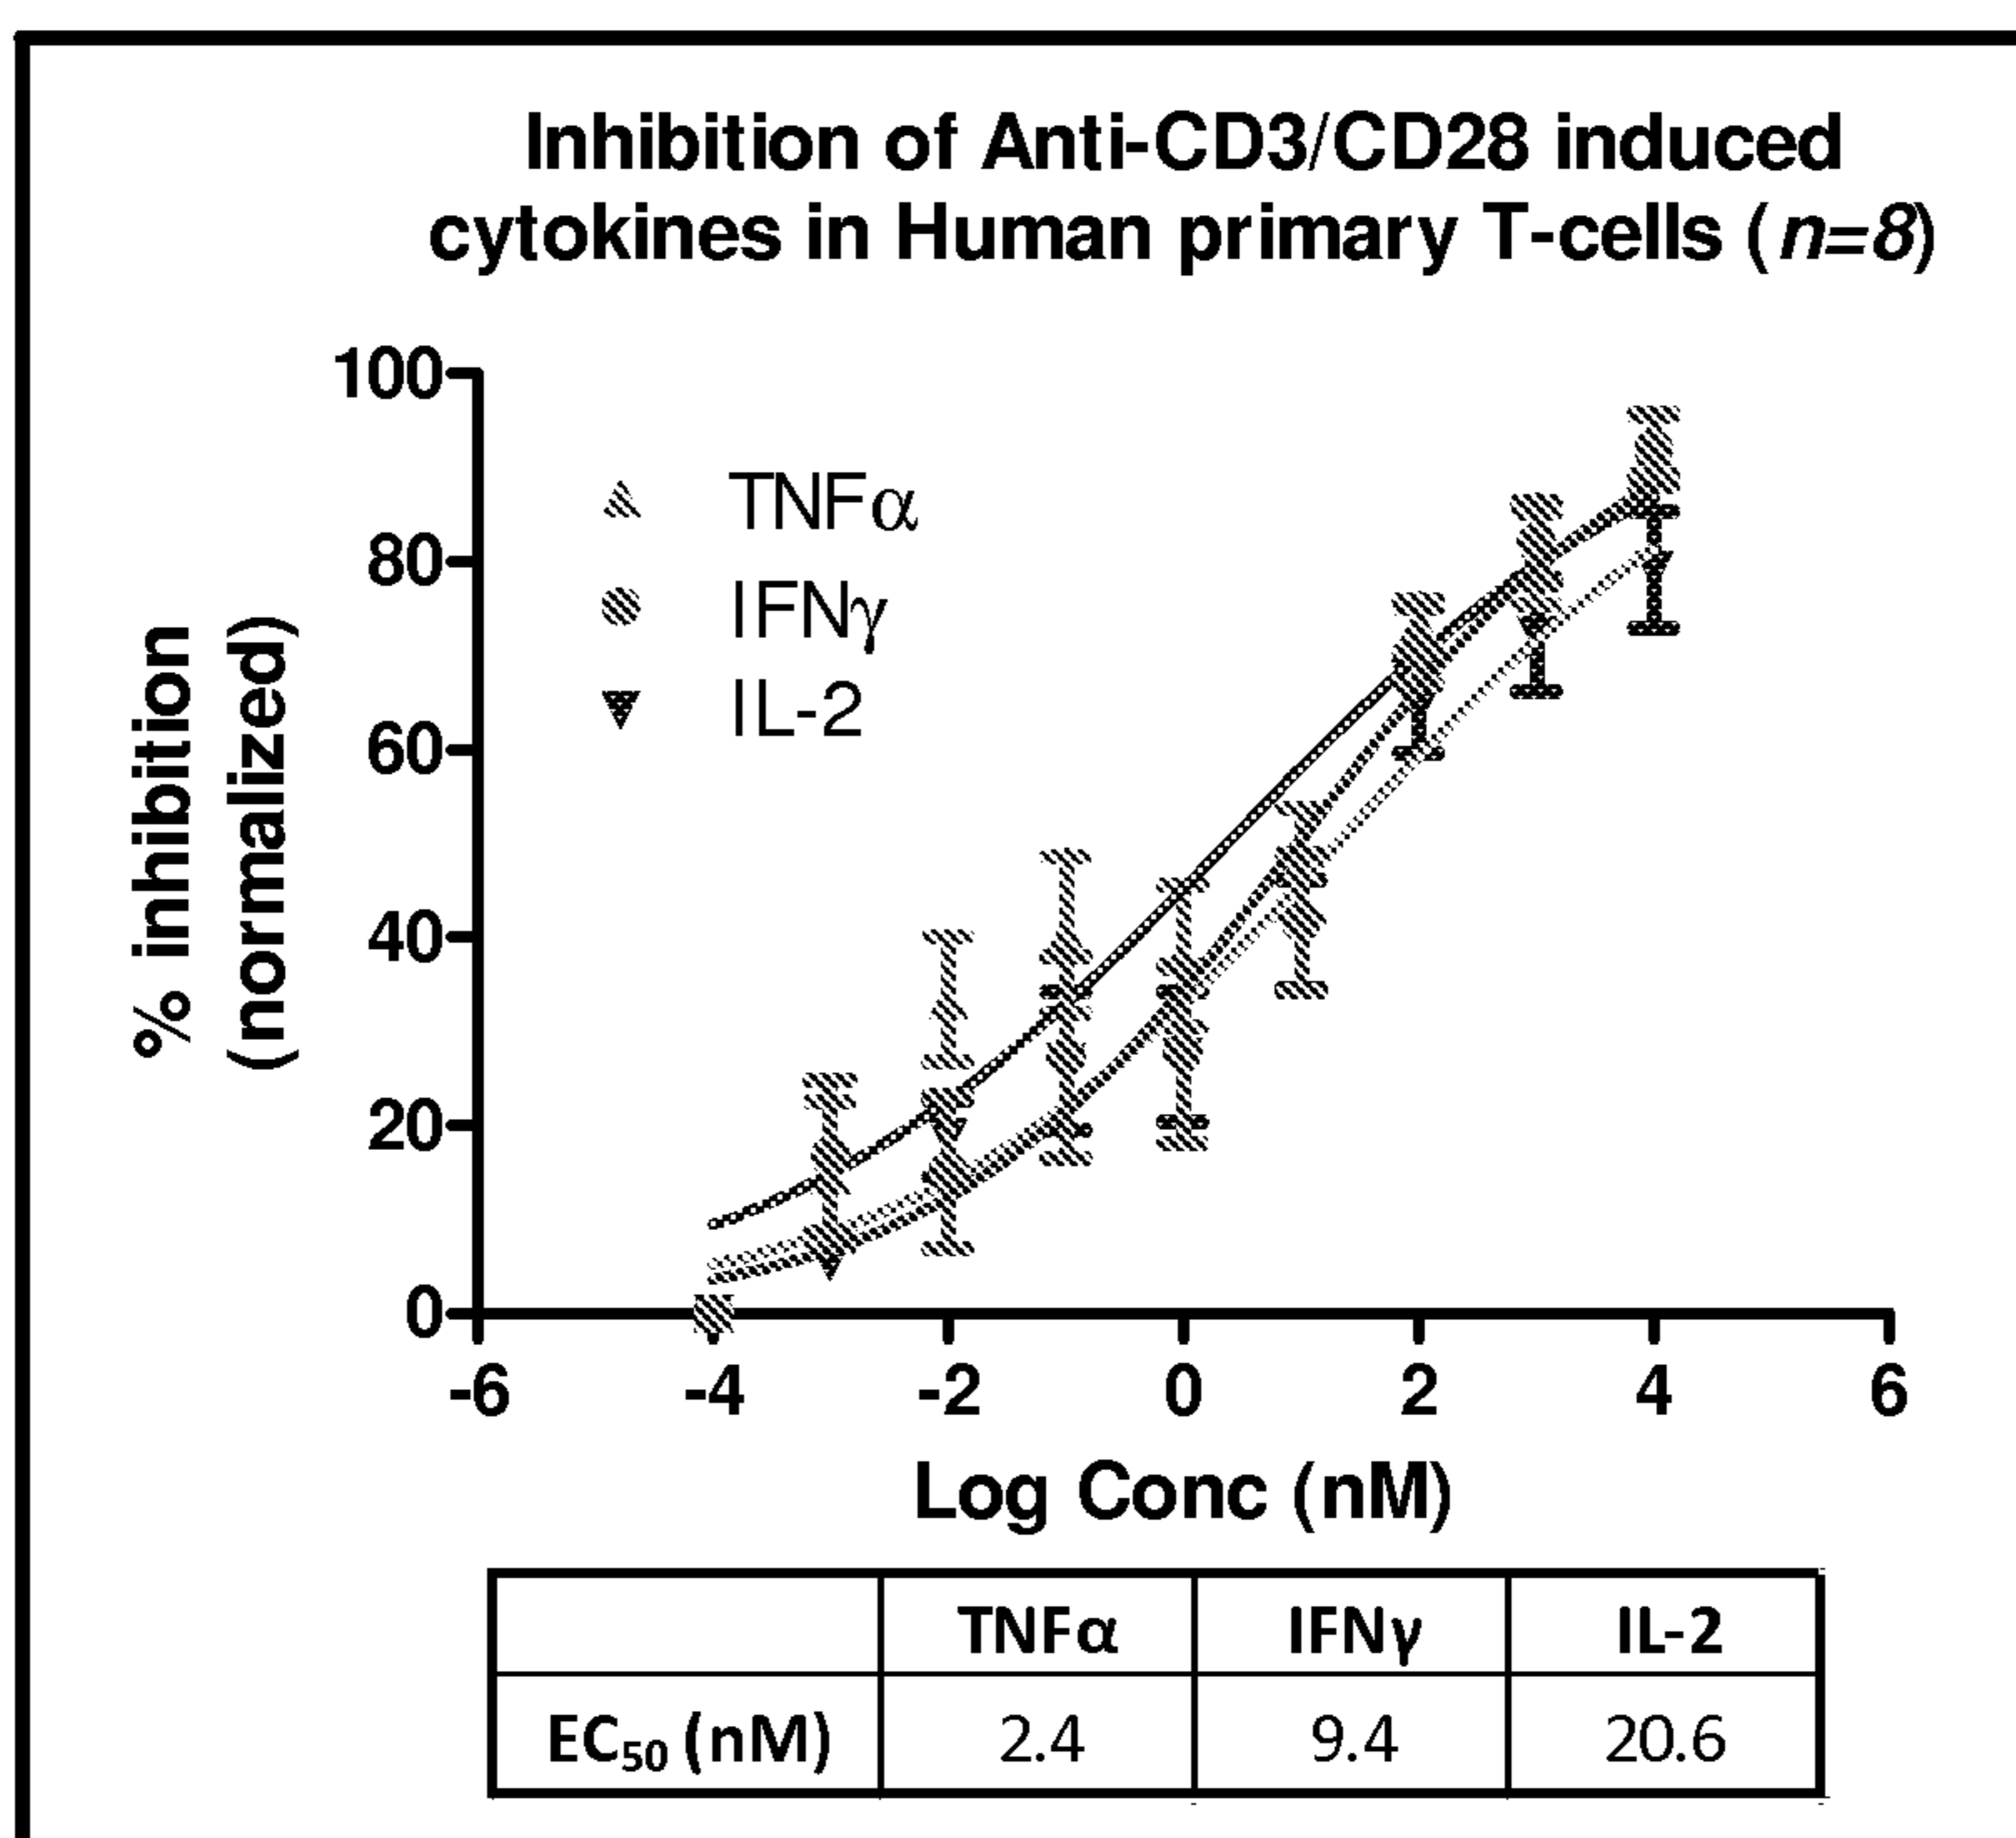 Inhibition of Anti-CD3/CD28 induced
cytokines in Human primary T-cells (n=8)
100
80
60
40
20
0
% inhibition
(normalized)
TNFα
IFNγ
IL-2
-6 -4 -2 0 2 4 6
Log Conc (nM)
TNFα IFNγ IL-2
EC₅₀ (nM) 2.4 9.4 20.6